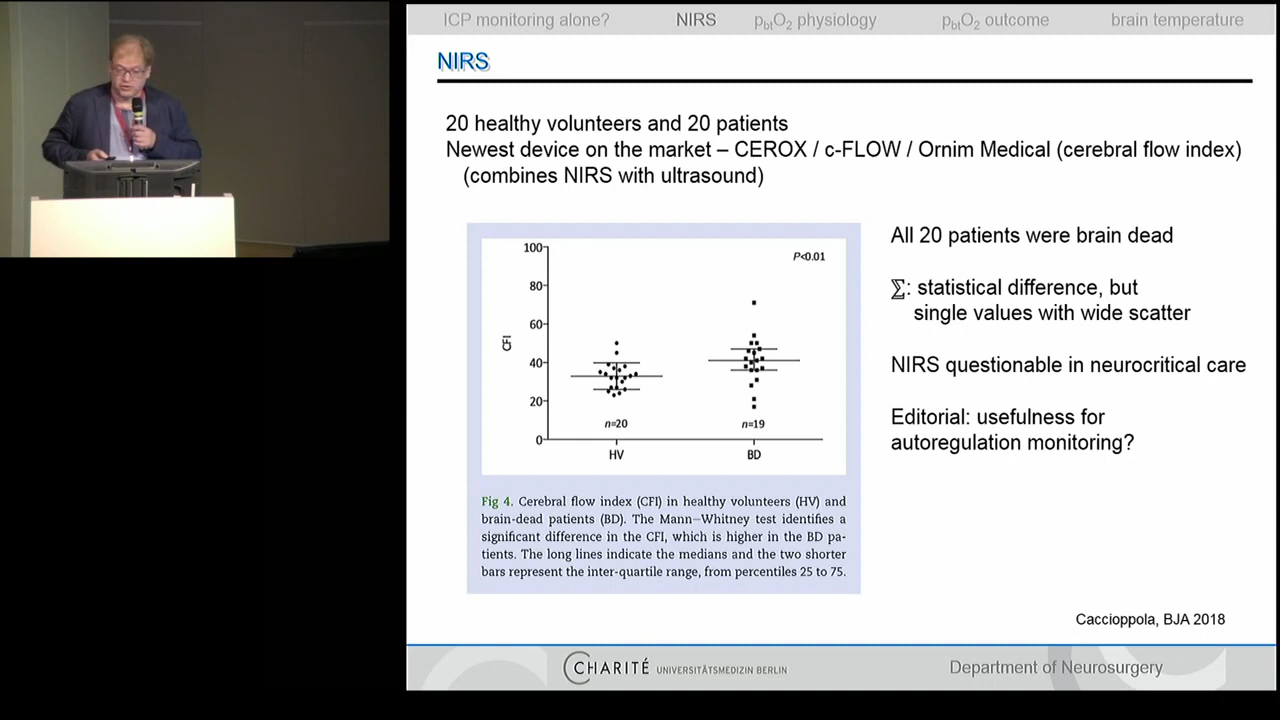 ICP monitoring alone? NIRS pbtO2 physiology pbtO2 outcome brain temperature
NIRS
20 healthy volunteers and 20 patients
Newest device on the market – CEROX / c-FLOW / Ornim Medical (cerebral flow index)
(combines NIRS with ultrasound)
100
80
60
40
20
0
CFI
P<0.01
n=20
n=19
HV
BD
Fig 4. Cerebral flow index (CFI) in healthy volunteers (HV) and
brain-dead patients (BD). The Mann–Whitney test identifies a
significant difference in the CFI, which is higher in the BD pa-
tients. The long lines indicate the medians and the two shorter
bars represent the inter-quartile range, from percentiles 25 to 75.
All 20 patients were brain dead
∑: statistical difference, but
single values with wide scatter
NIRS questionable in neurocritical care
Editorial: usefulness for
autoregulation monitoring?
Caccioppola, BJA 2018
CHARITÉ UNIVERSITÄTSMEDIZIN BERLIN
Department of Neurosurgery